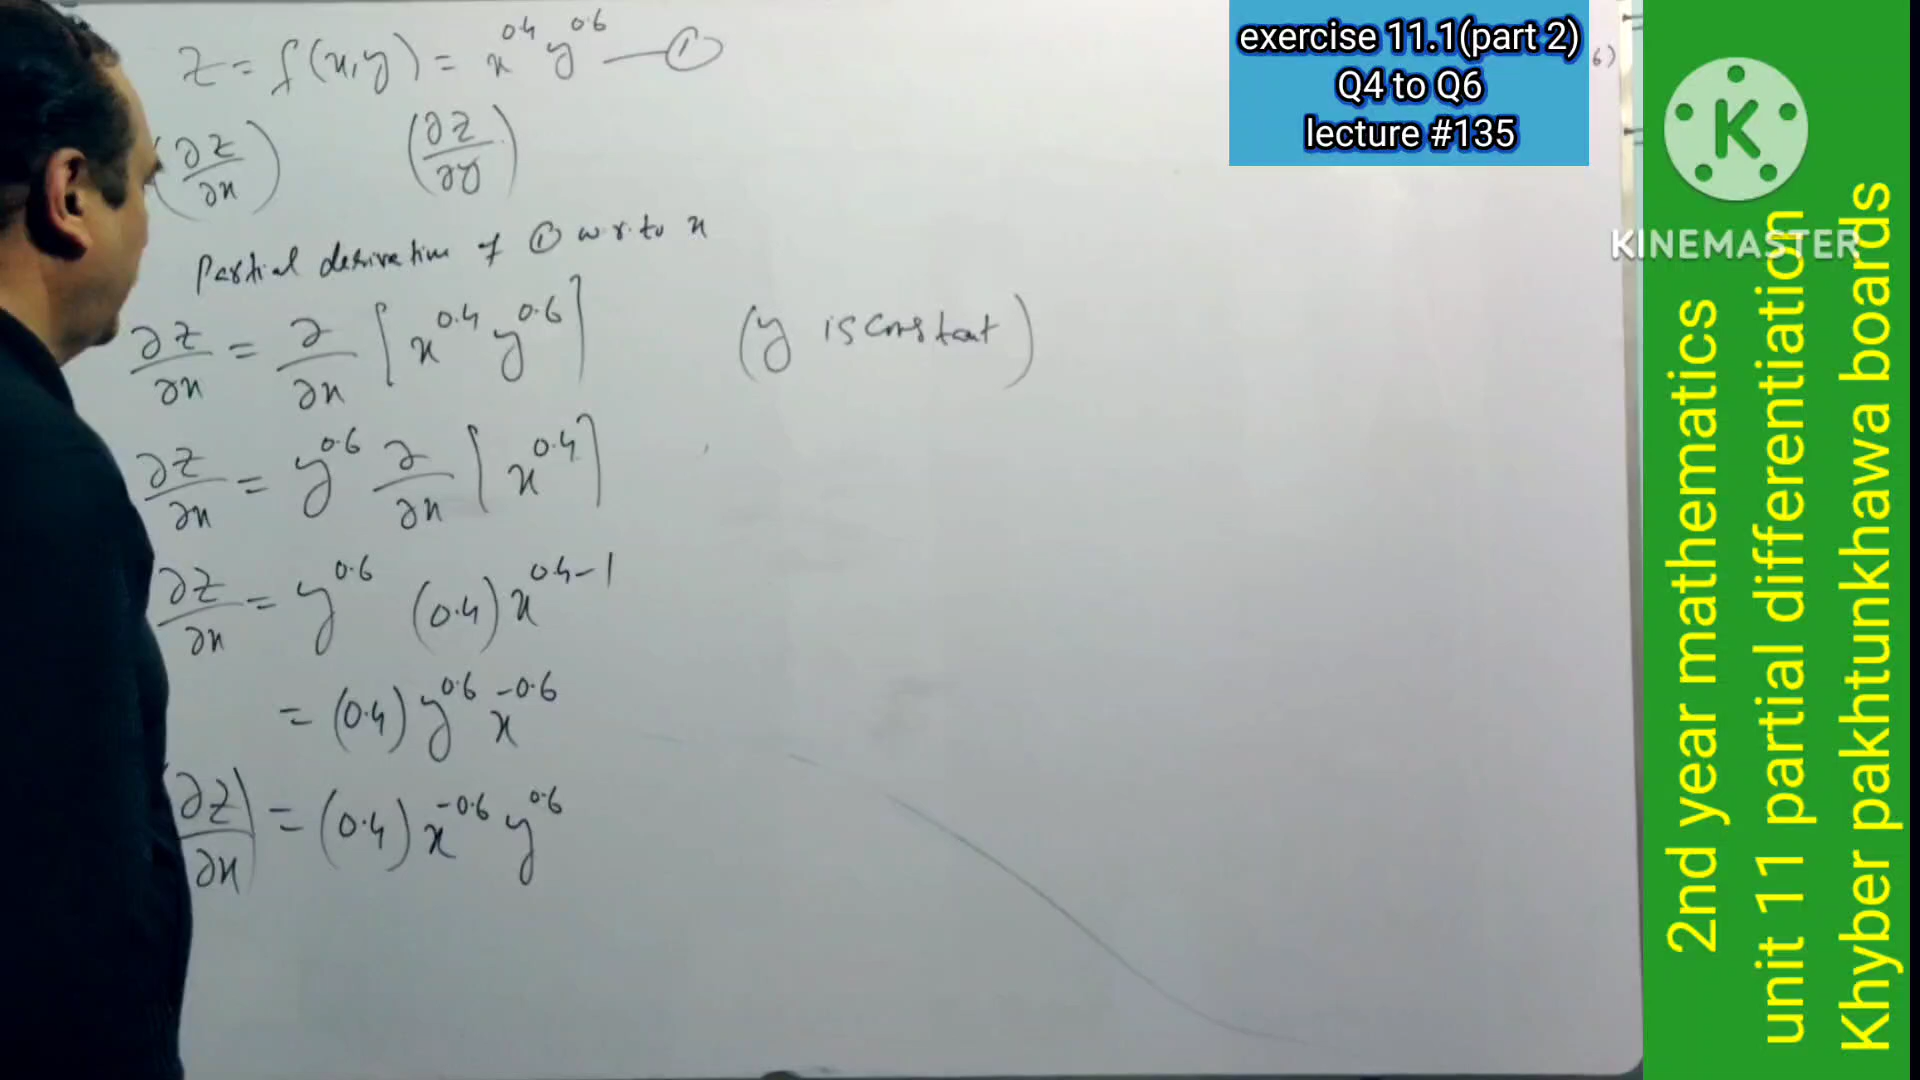 z = f(x,y) = x^0.4 y^0.6 — ①
(∂z/∂x) (∂z/∂y)
Partial derivative of ① w.r.to x
∂z/∂x = ∂/∂x [x^0.4 y^0.6] (y is constant)
∂z/∂x = y^0.6 ∂/∂x [x^0.4]
∂z/∂x = y^0.6 (0.4) x^0.4-1
= (0.4) y^0.6 x^-0.6
(∂z/∂x) = (0.4) x^-0.6 y^0.6
exercise 11.1(part 2)
Q4 to Q6
lecture #135
6)
K
KINEMASTER
2nd year mathematics
unit 11 partial differentiation
Khyber pakhtunkhawa boards